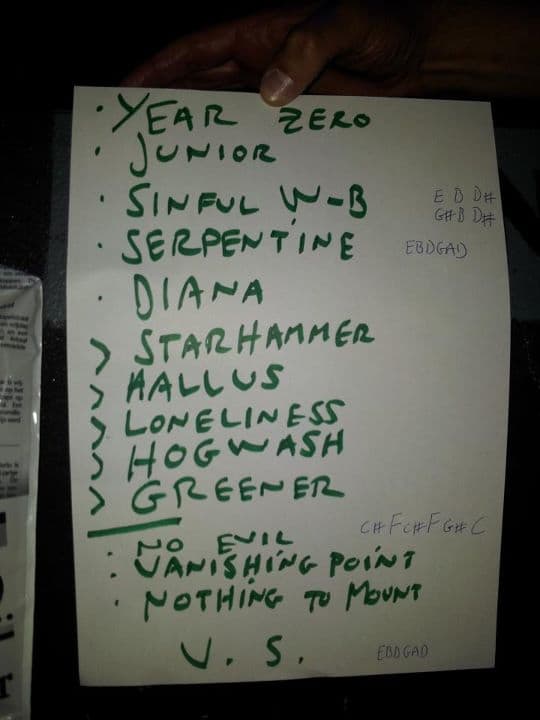 · YEAR ZERO
· JUNIOR
· SINFUL W-B
E B D#
G#B D#
· SERPENTINE
EBDGAD
· DIANA
> STARHAMMER
> HALLUS
> LONELINESS
> HOGWASH
> GREENER
C#FC#FG#C
· NO EVIL
· VANISHING POINT
· NOTHING TO MOUNT
V. S.
EBDGAD